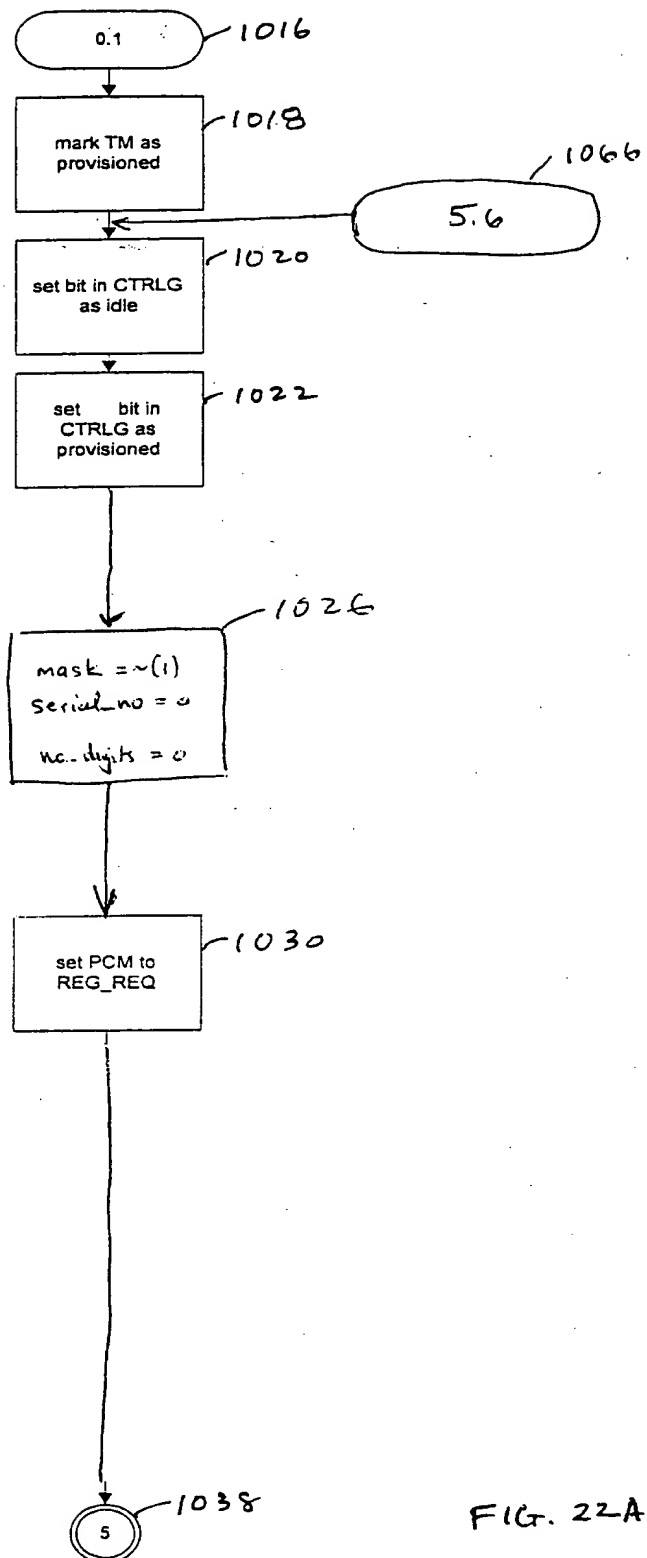 0.1
1016
mark TM as
provisioned
1018
1066
5.6
set bit in CTRLG
as idle
1020
set bit in
CTRLG as
provisioned
1022
1026
mask = ~(1)
serial_no = 0
no_digits = 0
set PCM to
REG_REQ
1030
5
1038
FIG. 22A